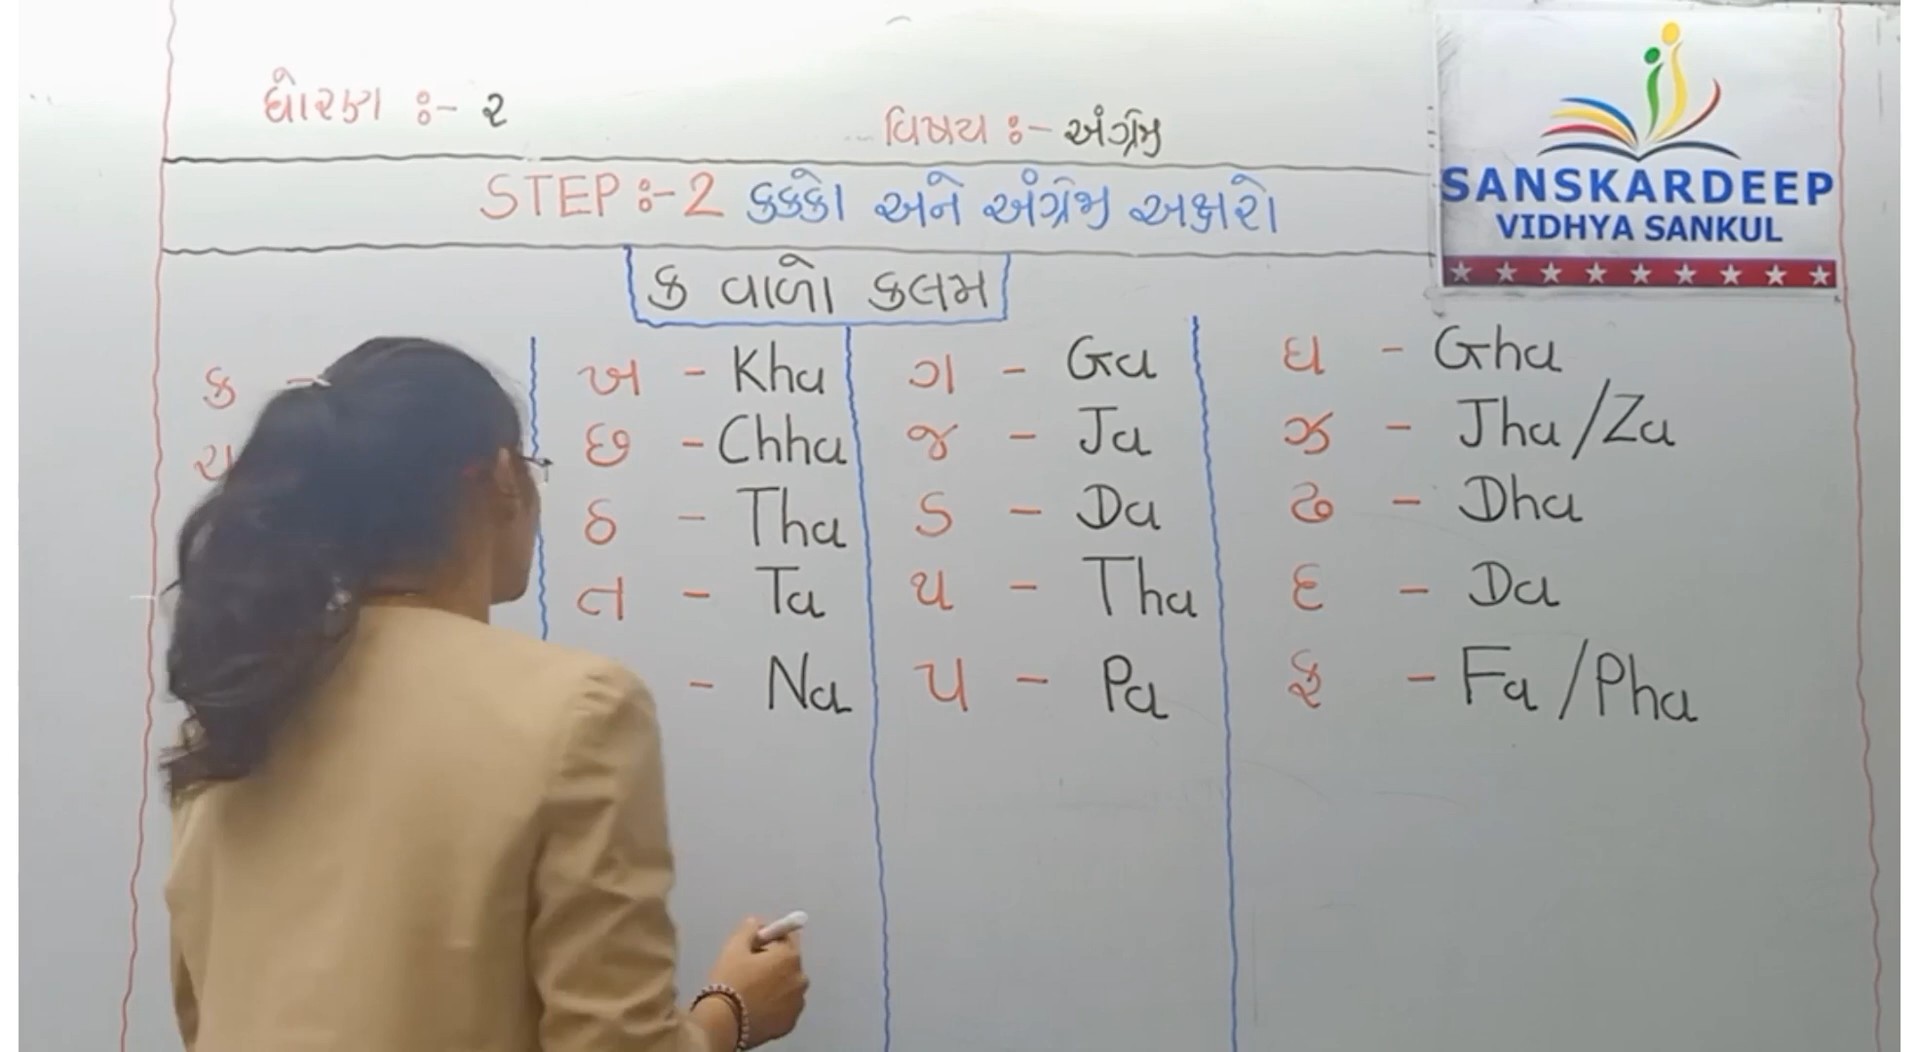 ધોરણ :- ૨
વિષય :- અંગ્રેજી
SANSKARDEEP
VIDHYA SANKUL
STEP :- 2 કક્કો અને અંગ્રેજી અક્ષરો
ક વાળો કલમ
ક - ખ - Kha ગ - Ga ઘ - Gha
ચ છ - Chha જ - Ja ઝ - Jha/Za
ઠ - Tha ડ - Da ઢ - Dha
ત - Ta થ - Tha દ - Da
- Na પ - Pa ફ - Fa/Pha